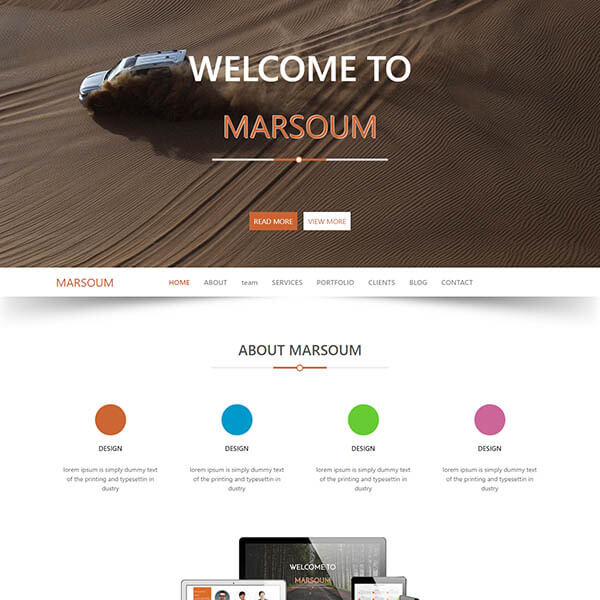 WELCOME TO
MARSOUM
READ MORE VIEW MORE
MARSOUM HOME ABOUT team SERVICES PORTFOLIO CLIENTS BLOG CONTACT
ABOUT MARSOUM
DESIGN DESIGN DESIGN DESIGN
lorem ipsum is simply dummy text lorem ipsum is simply dummy text lorem ipsum is simply dummy text lorem ipsum is simply dummy text
of the printing and typesettin in of the printing and typesettin in of the printing and typesettin in of the printing and typesettin in
dustry dustry dustry dustry
WELCOME TO
MARSOUM